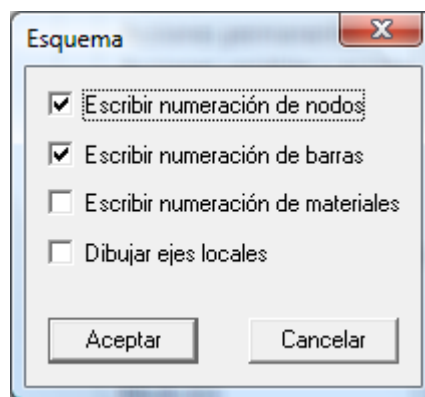 Esquema
Escribir numeración de nodos
Escribir numeración de barras
Escribir numeración de materiales
Dibujar ejes locales
Aceptar Cancelar